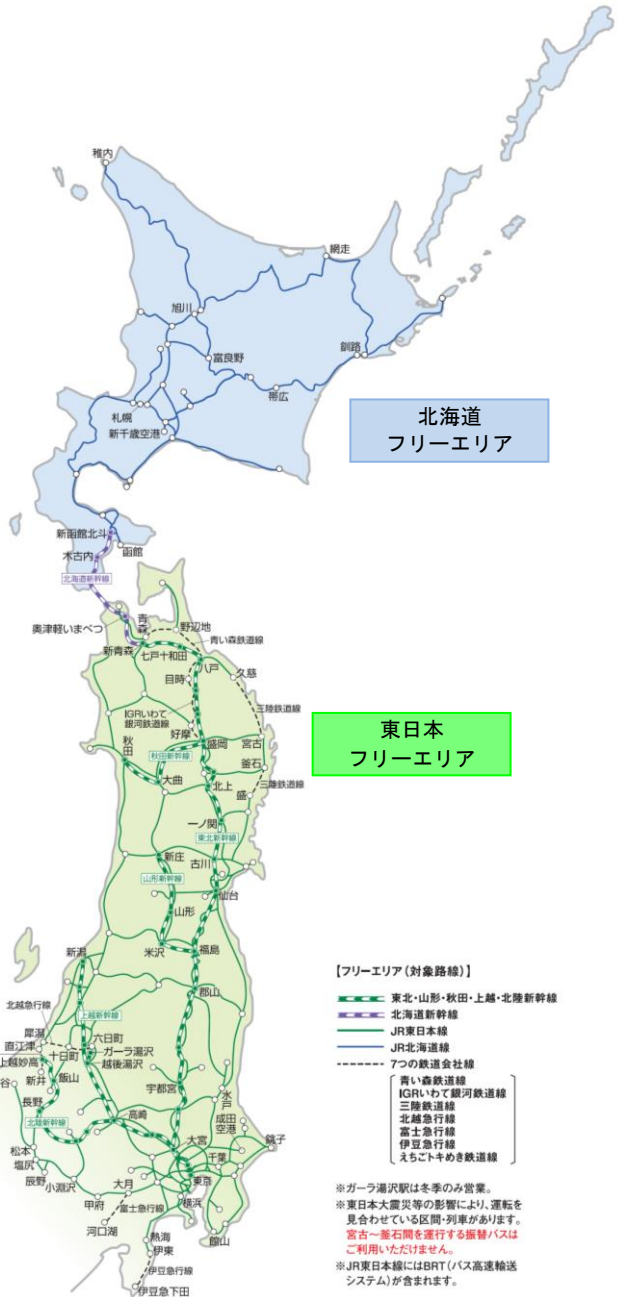 稚内
網走
旭川
富良野
釧路
帯広
札幌
新千歳空港
北海道
フリーエリア
新函館北斗
函館
木古内
北海道新幹線
奥津軽いまべつ
青森
野辺地
青い森鉄道線
新青森
七戸十和田
八戸
目時
久慈
三陸鉄道線
IGRいわて
銀河鉄道線
好摩
盛岡
宮古
秋田
秋田新幹線
釜石
大曲
北上
三陸鉄道線
盛
一ノ関
東北新幹線
東日本
フリーエリア
新庄
古川
山形新幹線
仙台
山形
米沢
福島
新潟
郡山
北越急行線
上越新幹線
犀潟
六日町
直江津
十日町
ガーラ湯沢
上越妙高
越後湯沢
新井
飯山
谷
長野
宇都宮
水戸
北陸新幹線
高崎
成田
空港
大宮
銚子
松本
千葉
塩尻
東京
辰野
小淵沢
大月
甲府
横浜
富士急行線
河口湖
熱海
館山
伊東
伊豆急行線
伊豆急下田
【フリーエリア(対象路線)】
東北・山形・秋田・上越・北陸新幹線
北海道新幹線
JR東日本線
JR北海道線
7つの鉄道会社線
青い森鉄道線
IGRいわて銀河鉄道線
三陸鉄道線
北越急行線
富士急行線
伊豆急行線
えちごトキめき鉄道線
※ガーラ湯沢駅は冬季のみ営業。
※東日本大震災等の影響により、運転を
見合わせている区間・列車があります。
宮古～釜石間を運行する振替バスは
ご利用いただけません。
※JR東日本線にはBRT(バス高速輸送
システム)が含まれます。